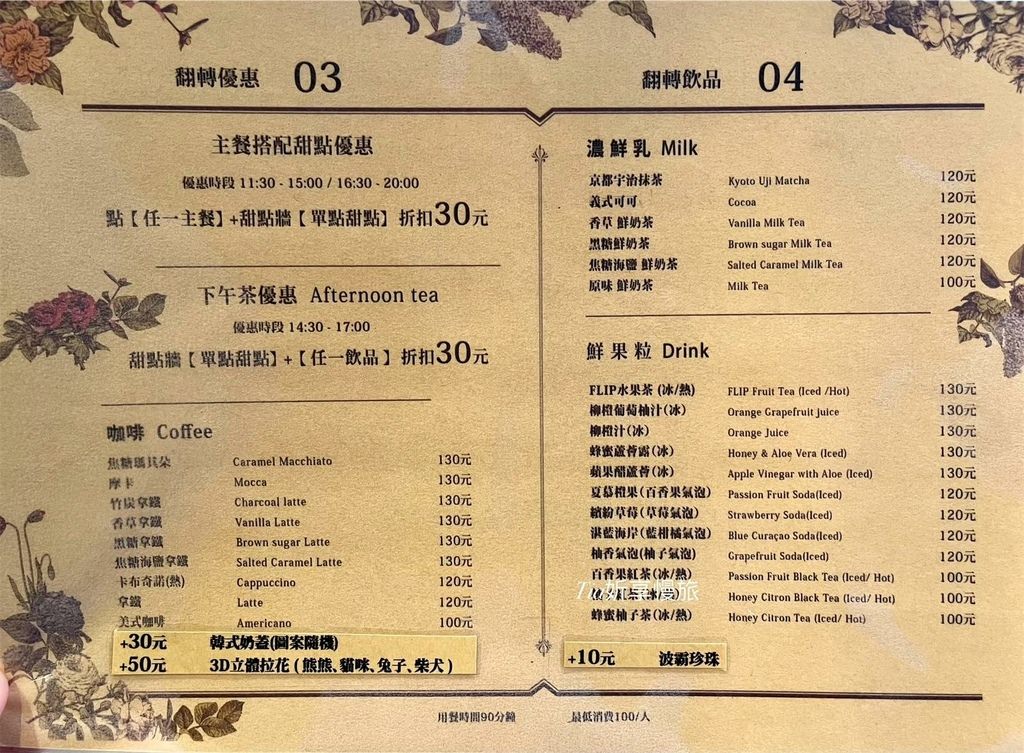 翻轉優惠 03
主餐搭配甜點優惠
優惠時段 11:30 - 15:00 / 16:30 - 20:00
點【任一主餐】+甜點牆【單點甜點】折扣30元
下午茶優惠 Afternoon tea
優惠時段 14:30 - 17:00
甜點牆【單點甜點】+【任一飲品】折扣30元
咖啡 Coffee
焦糖瑪其朵 Caramel Macchiato 130元
摩卡 Mocca 130元
竹炭拿鐵 Charcoal latte 130元
香草拿鐵 Vanilla Latte 130元
黑糖拿鐵 Brown sugar Latte 130元
焦糖海鹽拿鐵 Salted Caramel Latte 130元
卡布奇諾(熱) Cappuccino 120元
拿鐵 Latte 120元
美式咖啡 Americano 100元
+30元 韓式奶蓋(圖案隨機)
+50元 3D立體拉花 ( 熊熊、貓咪、兔子、柴犬 )
翻轉飲品 04
濃鮮乳 Milk
京都宇治抹茶 Kyoto Uji Matcha 120元
義式可可 Cocoa 120元
香草 鮮奶茶 Vanilla Milk Tea 120元
黑糖鮮奶茶 Brown sugar Milk Tea 120元
焦糖海鹽 鮮奶茶 Salted Caramel Milk Tea 120元
原味 鮮奶茶 Milk Tea 100元
鮮果粒 Drink
FLIP水果茶 (冰/熱) FLIP Fruit Tea (Iced /Hot) 130元
柳橙葡萄柚汁(冰) Orange Grapefruit juice 130元
柳橙汁(冰) Orange Juice 130元
蜂蜜蘆薈露(冰) Honey & Aloe Vera (Iced) 130元
蘋果醋蘆薈(冰) Apple Vinegar with Aloe (Iced) 130元
夏慕橙果(百香果氣泡) Passion Fruit Soda(Iced) 120元
繽紛草莓(草莓氣泡) Strawberry Soda(Iced) 120元
湛藍海岸(藍柑橘氣泡) Blue Curaçao Soda(Iced) 120元
柚香氣泡(柚子氣泡) Grapefruit Soda(Iced) 120元
百香果紅茶(冰/熱) Passion Fruit Black Tea (Iced/ Hot) 100元
Honey Citron Black Tea (Iced/ Hot) 100元
蜂蜜柚子茶(冰/熱) Honey Citron Tea (Iced/ Hot) 100元
+10元 波霸珍珠
用餐時間90分鐘 最低消費100/人